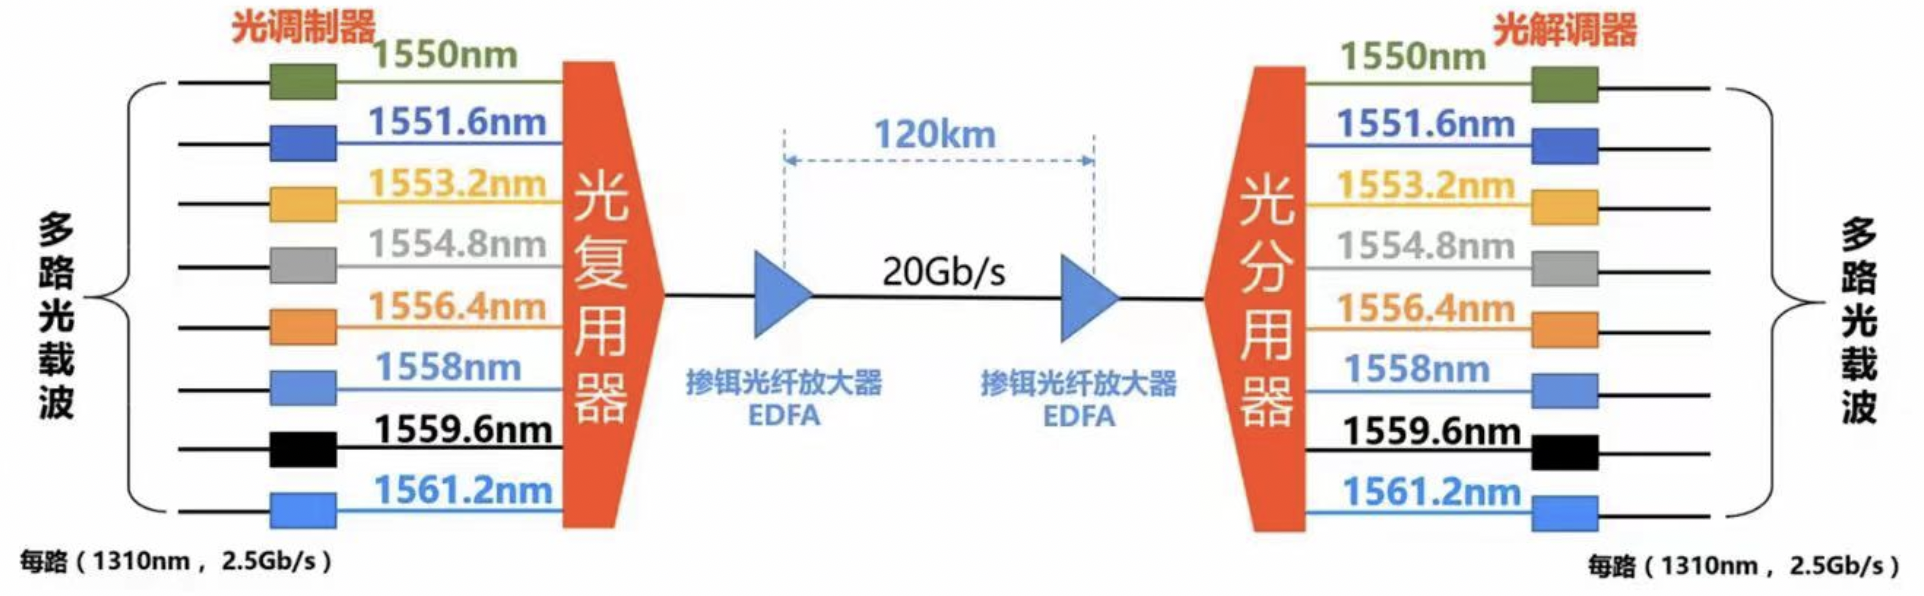 光调制器
1550nm
1551.6nm
1553.2nm
1554.8nm
1556.4nm
1558nm
1559.6nm
1561.2nm
多路光载波
每路（1310nm ，2.5Gb/s）
光复用器
120km
20Gb/s
掺铒光纤放大器
EDFA
掺铒光纤放大器
EDFA
光分用器
光解调器
1550nm
1551.6nm
1553.2nm
1554.8nm
1556.4nm
1558nm
1559.6nm
1561.2nm
多路光载波
每路（1310nm ，2.5Gb/s）